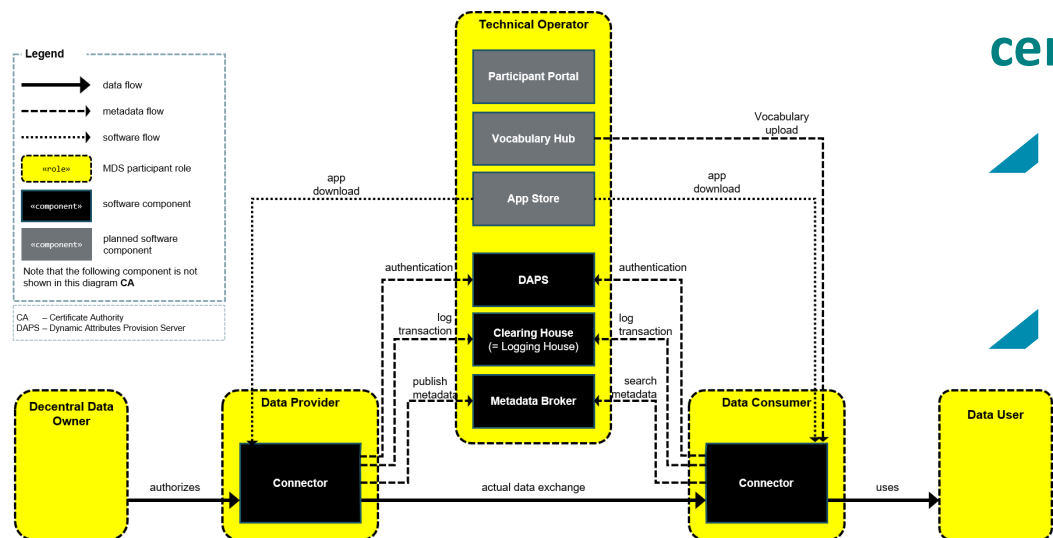 Technical Operator
cer
Legend
data flow
metadata flow
software flow
«role»
MDS participant role
«component»
software component
«component»
planned software
component
Note that the following component is not
shown in this diagram CA
CA – Certificate Authority
DAPS – Dynamic Attributes Provision Server
Participant Portal
Vocabulary Hub
Vocabulary
upload
App Store
app
download
app
download
authentication
DAPS
authentication
log
transaction
Clearing House
(= Logging House)
log
transaction
publish
metadata
Metadata Broker
search
metadata
Decentral Data
Owner
Data Provider
Data Consumer
Data User
authorizes
Connector
actual data exchange
Connector
uses